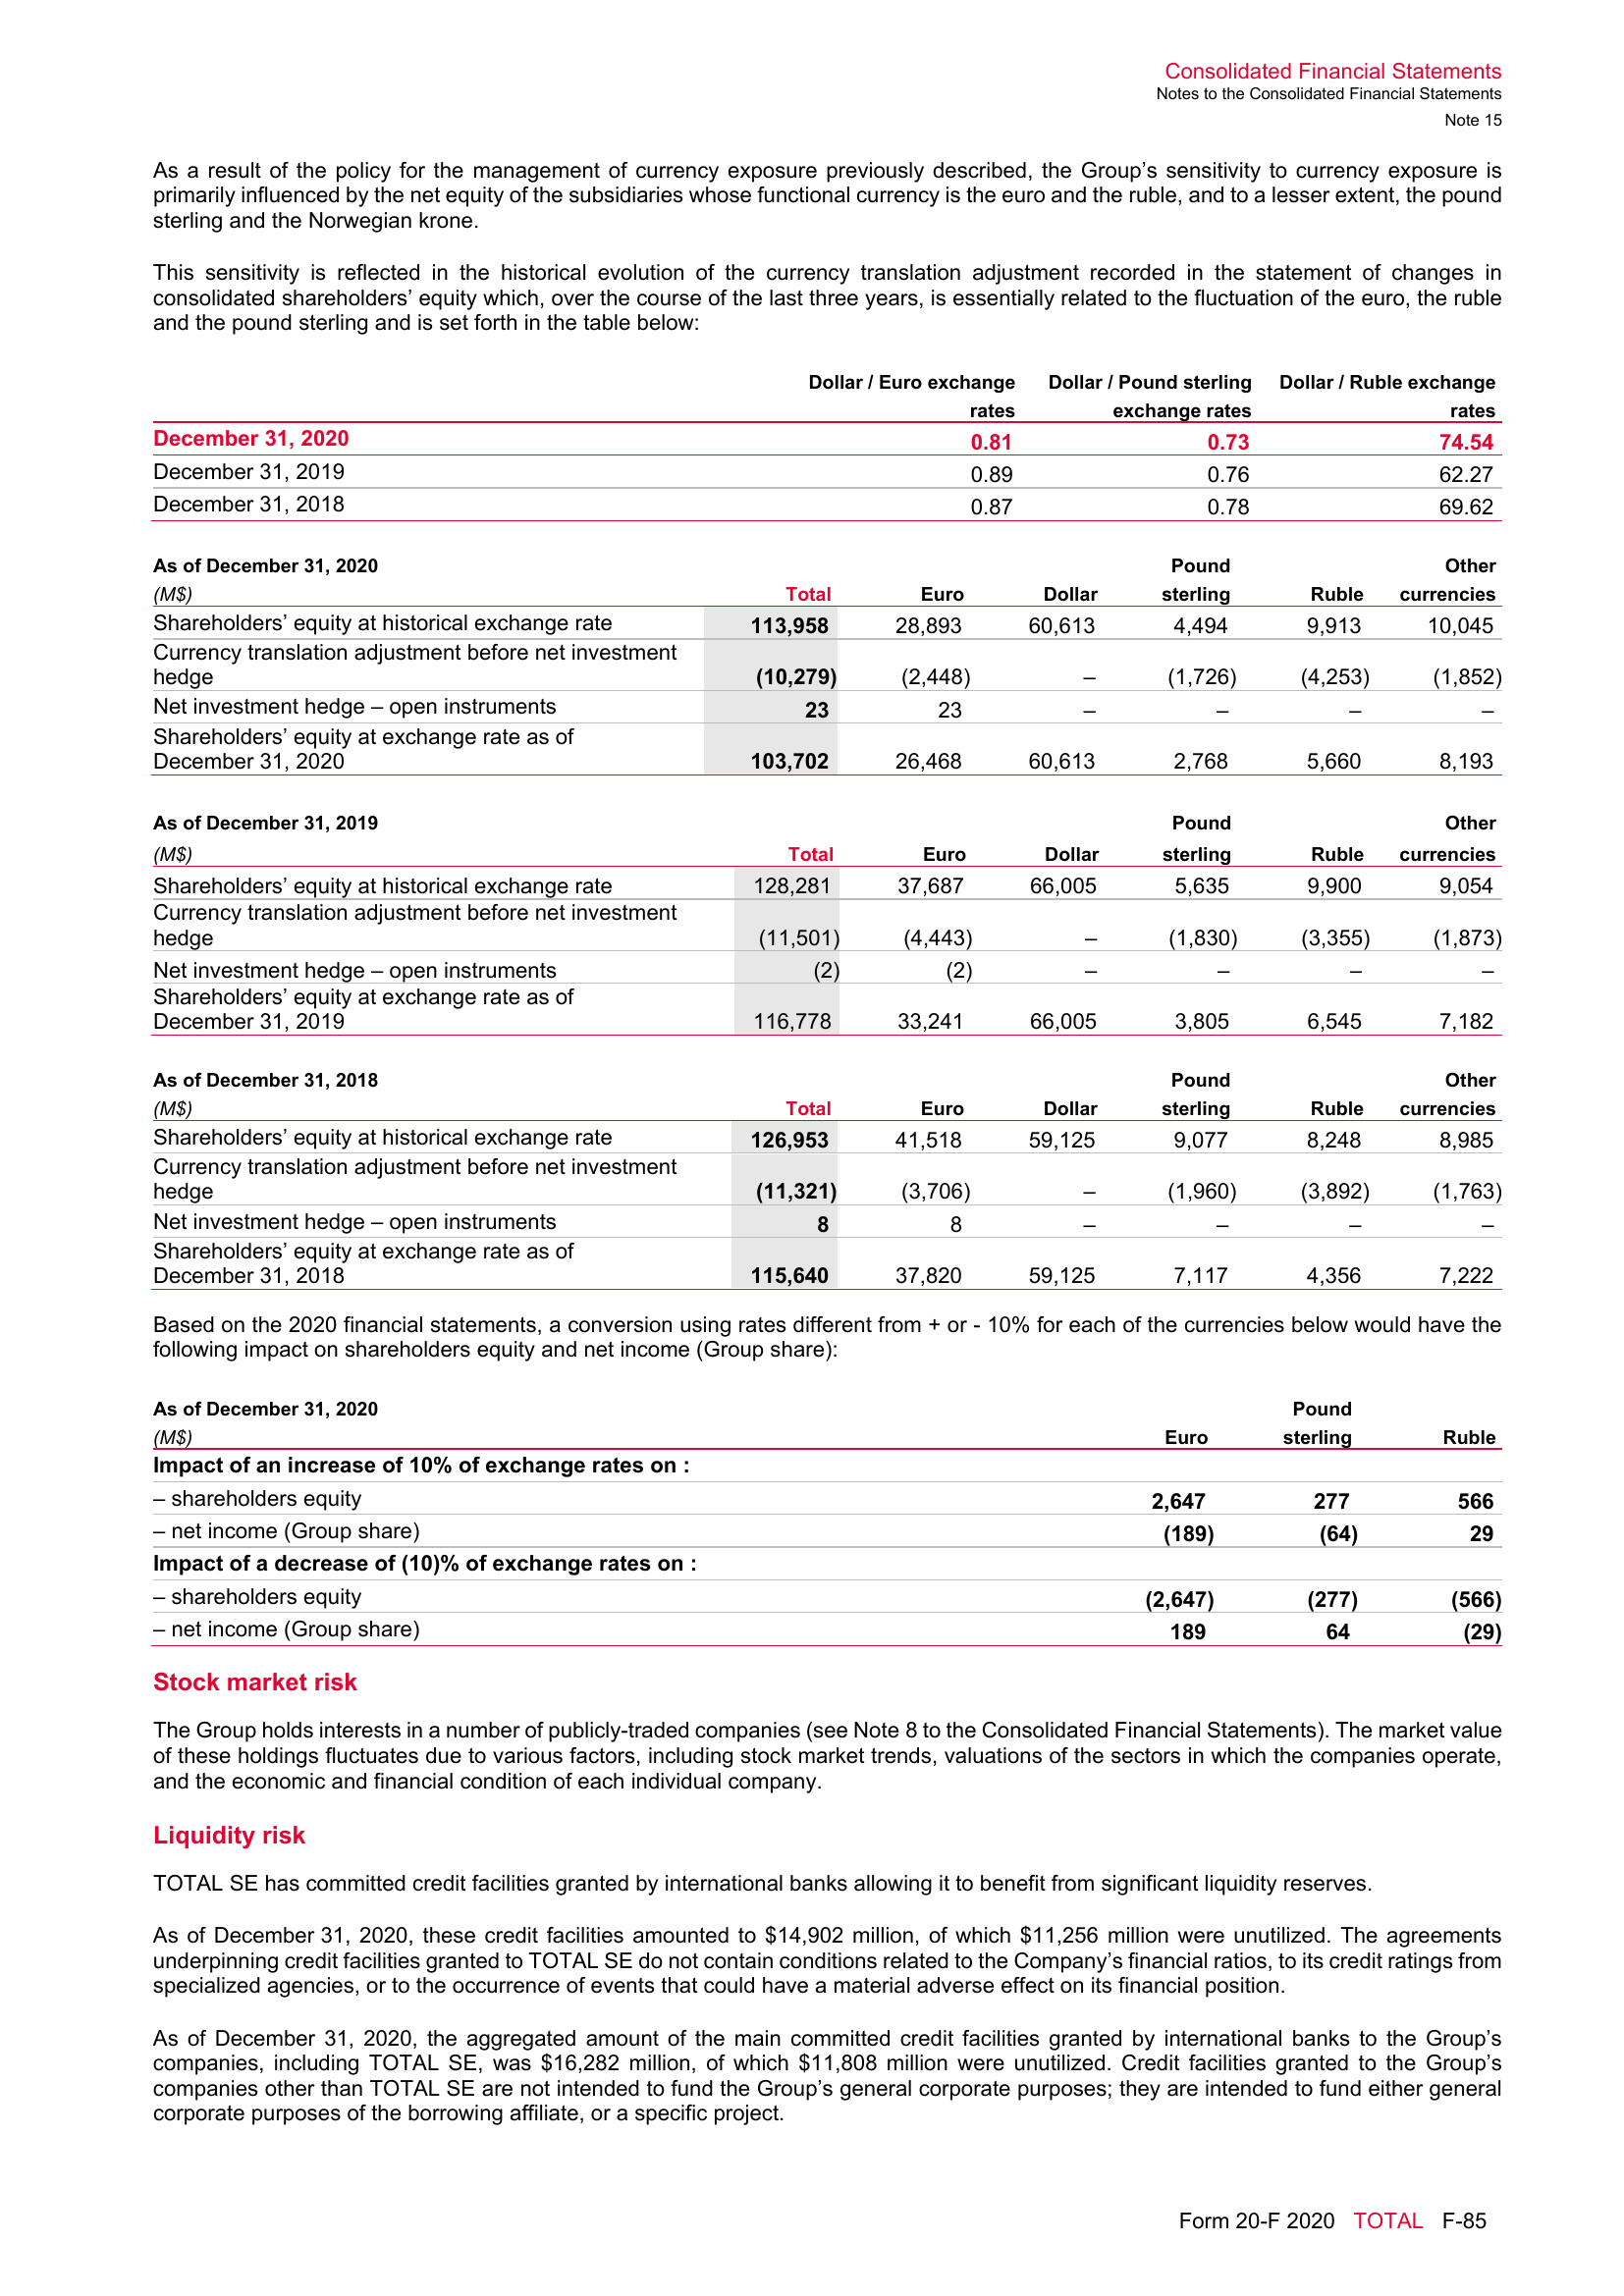 Consolidated Financial Statements
Notes to the Consolidated Financial Statements
Note 15
As a result of the policy for the management of currency exposure previously described, the Group’s sensitivity to currency exposure is
primarily influenced by the net equity of the subsidiaries whose functional currency is the euro and the ruble, and to a lesser extent, the pound
sterling and the Norwegian krone.
This sensitivity is reflected in the historical evolution of the currency translation adjustment recorded in the statement of changes in
consolidated shareholders’ equity which, over the course of the last three years, is essentially related to the fluctuation of the euro, the ruble
and the pound sterling and is set forth in the table below:
Dollar / Euro exchange Dollar / Pound sterling Dollar / Ruble exchange
rates exchange rates rates
December 31, 2020 0.81 0.73 74.54
December 31, 2019 0.89 0.76 62.27
December 31, 2018 0.87 0.78 69.62
As of December 31, 2020 Pound Other
(M$) Total Euro Dollar sterling Ruble currencies
Shareholders’ equity at historical exchange rate 113,958 28,893 60,613 4,494 9,913 10,045
Currency translation adjustment before net investment
hedge (10,279) (2,448) – (1,726) (4,253) (1,852)
Net investment hedge – open instruments 23 23 – – – –
Shareholders’ equity at exchange rate as of
December 31, 2020 103,702 26,468 60,613 2,768 5,660 8,193
As of December 31, 2019 Pound Other
(M$) Total Euro Dollar sterling Ruble currencies
Shareholders’ equity at historical exchange rate 128,281 37,687 66,005 5,635 9,900 9,054
Currency translation adjustment before net investment
hedge (11,501) (4,443) – (1,830) (3,355) (1,873)
Net investment hedge – open instruments (2) (2) – – – –
Shareholders’ equity at exchange rate as of
December 31, 2019 116,778 33,241 66,005 3,805 6,545 7,182
As of December 31, 2018 Pound Other
(M$) Total Euro Dollar sterling Ruble currencies
Shareholders’ equity at historical exchange rate 126,953 41,518 59,125 9,077 8,248 8,985
Currency translation adjustment before net investment
hedge (11,321) (3,706) – (1,960) (3,892) (1,763)
Net investment hedge – open instruments 8 8 – – – –
Shareholders’ equity at exchange rate as of
December 31, 2018 115,640 37,820 59,125 7,117 4,356 7,222
Based on the 2020 financial statements, a conversion using rates different from + or - 10% for each of the currencies below would have the
following impact on shareholders equity and net income (Group share):
As of December 31, 2020 Pound
(M$) Euro sterling Ruble
Impact of an increase of 10% of exchange rates on :
– shareholders equity 2,647 277 566
– net income (Group share) (189) (64) 29
Impact of a decrease of (10)% of exchange rates on :
– shareholders equity (2,647) (277) (566)
– net income (Group share) 189 64 (29)
Stock market risk
The Group holds interests in a number of publicly-traded companies (see Note 8 to the Consolidated Financial Statements). The market value
of these holdings fluctuates due to various factors, including stock market trends, valuations of the sectors in which the companies operate,
and the economic and financial condition of each individual company.
Liquidity risk
TOTAL SE has committed credit facilities granted by international banks allowing it to benefit from significant liquidity reserves.
As of December 31, 2020, these credit facilities amounted to $14,902 million, of which $11,256 million were unutilized. The agreements
underpinning credit facilities granted to TOTAL SE do not contain conditions related to the Company’s financial ratios, to its credit ratings from
specialized agencies, or to the occurrence of events that could have a material adverse effect on its financial position.
As of December 31, 2020, the aggregated amount of the main committed credit facilities granted by international banks to the Group’s
companies, including TOTAL SE, was $16,282 million, of which $11,808 million were unutilized. Credit facilities granted to the Group’s
companies other than TOTAL SE are not intended to fund the Group’s general corporate purposes; they are intended to fund either general
corporate purposes of the borrowing affiliate, or a specific project.
Form 20-F 2020 TOTAL F-85